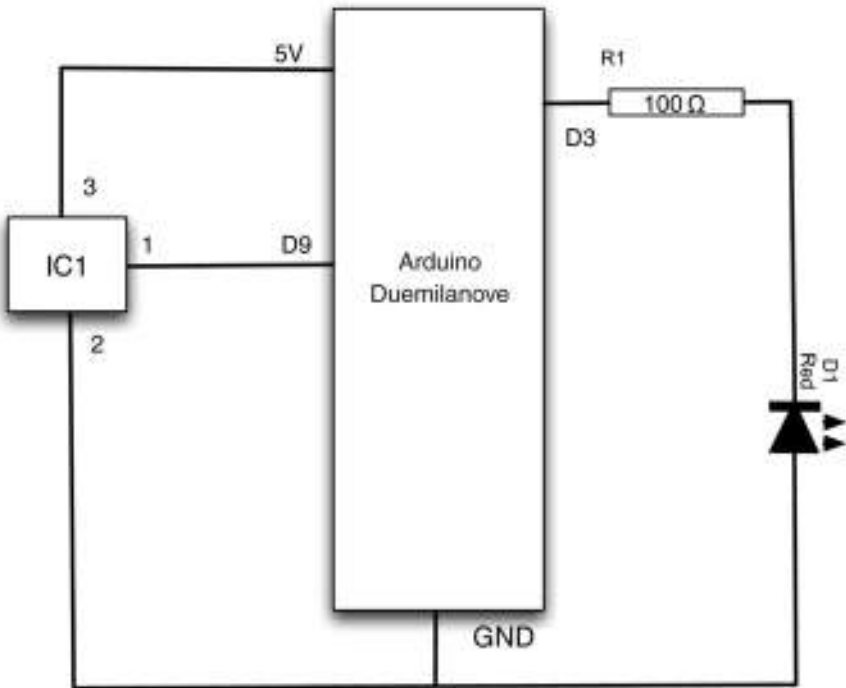 5V
R1
100 Ω
D3
3
IC1
1
D9
Arduino
Duemilanove
2
D1
Red
GND